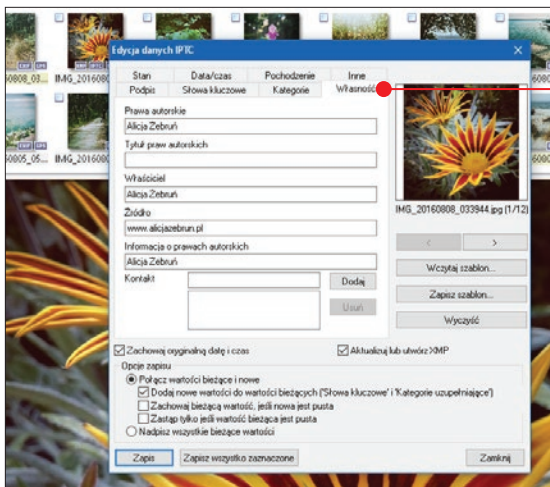 Edycja danych IPTC
Stan Data/czas Pochodzenie Inne
Podpis Słowa kluczowe Kategorie Własność
Prawa autorskie
Alicja Żebruń
Tytuł praw autorskich
Właściciel
Alicja Żebruń
Źródło
www.alicjazebrun.pl
Informacja o prawach autorskich
Alicja Żebruń
Kontakt
Dodaj
Usuń
IMG_20160808_033944.jpg (1/12)
< >
Wczytaj szablon...
Zapisz szablon...
Wyczyść
Zachowaj oryginalną datę i czas
Aktualizuj lub utwórz XMP
Opcje zapisu
Połącz wartości bieżące i nowe
Dodaj nowe wartości do wartości bieżących ('Słowa kluczowe' i 'Kategorie uzupełniające')
Zachowaj bieżącą wartość, jeśli nowa jest pusta
Zastąp tylko jeśli wartość bieżąca jest pusta
Nadpisz wszystkie bieżące wartości
Zapis
Zapisz wszystko zaznaczone
Zamknij